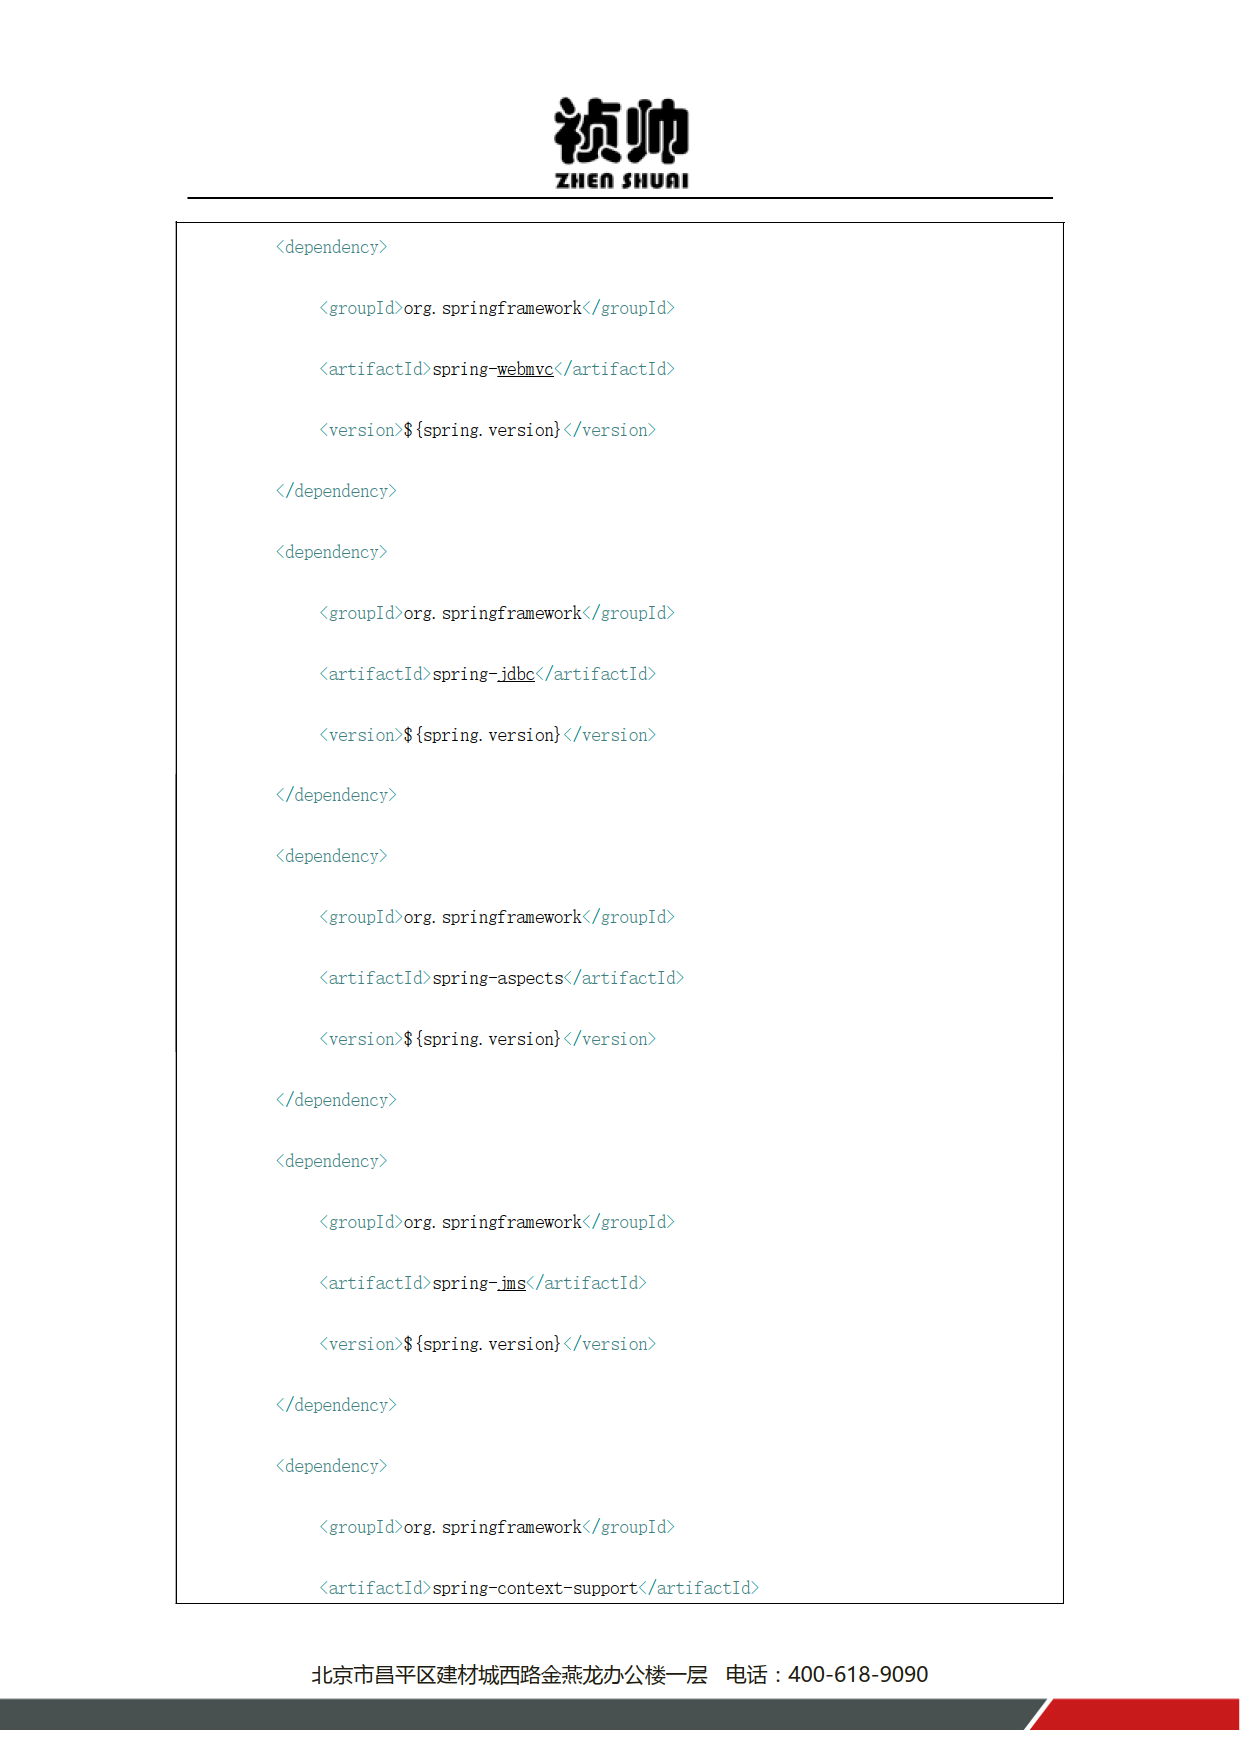 祯帅
ZHEN SHUAI
<dependency>
<groupId>org.springframework</groupId>
<artifactId>spring-webmvc</artifactId>
<version>${spring.version}</version>
</dependency>
<dependency>
<groupId>org.springframework</groupId>
<artifactId>spring-jdbc</artifactId>
<version>${spring.version}</version>
</dependency>
<dependency>
<groupId>org.springframework</groupId>
<artifactId>spring-aspects</artifactId>
<version>${spring.version}</version>
</dependency>
<dependency>
<groupId>org.springframework</groupId>
<artifactId>spring-jms</artifactId>
<version>${spring.version}</version>
</dependency>
<dependency>
<groupId>org.springframework</groupId>
<artifactId>spring-context-support</artifactId>
北京市昌平区建材城西路金燕龙办公楼一层 电话：400-618-9090